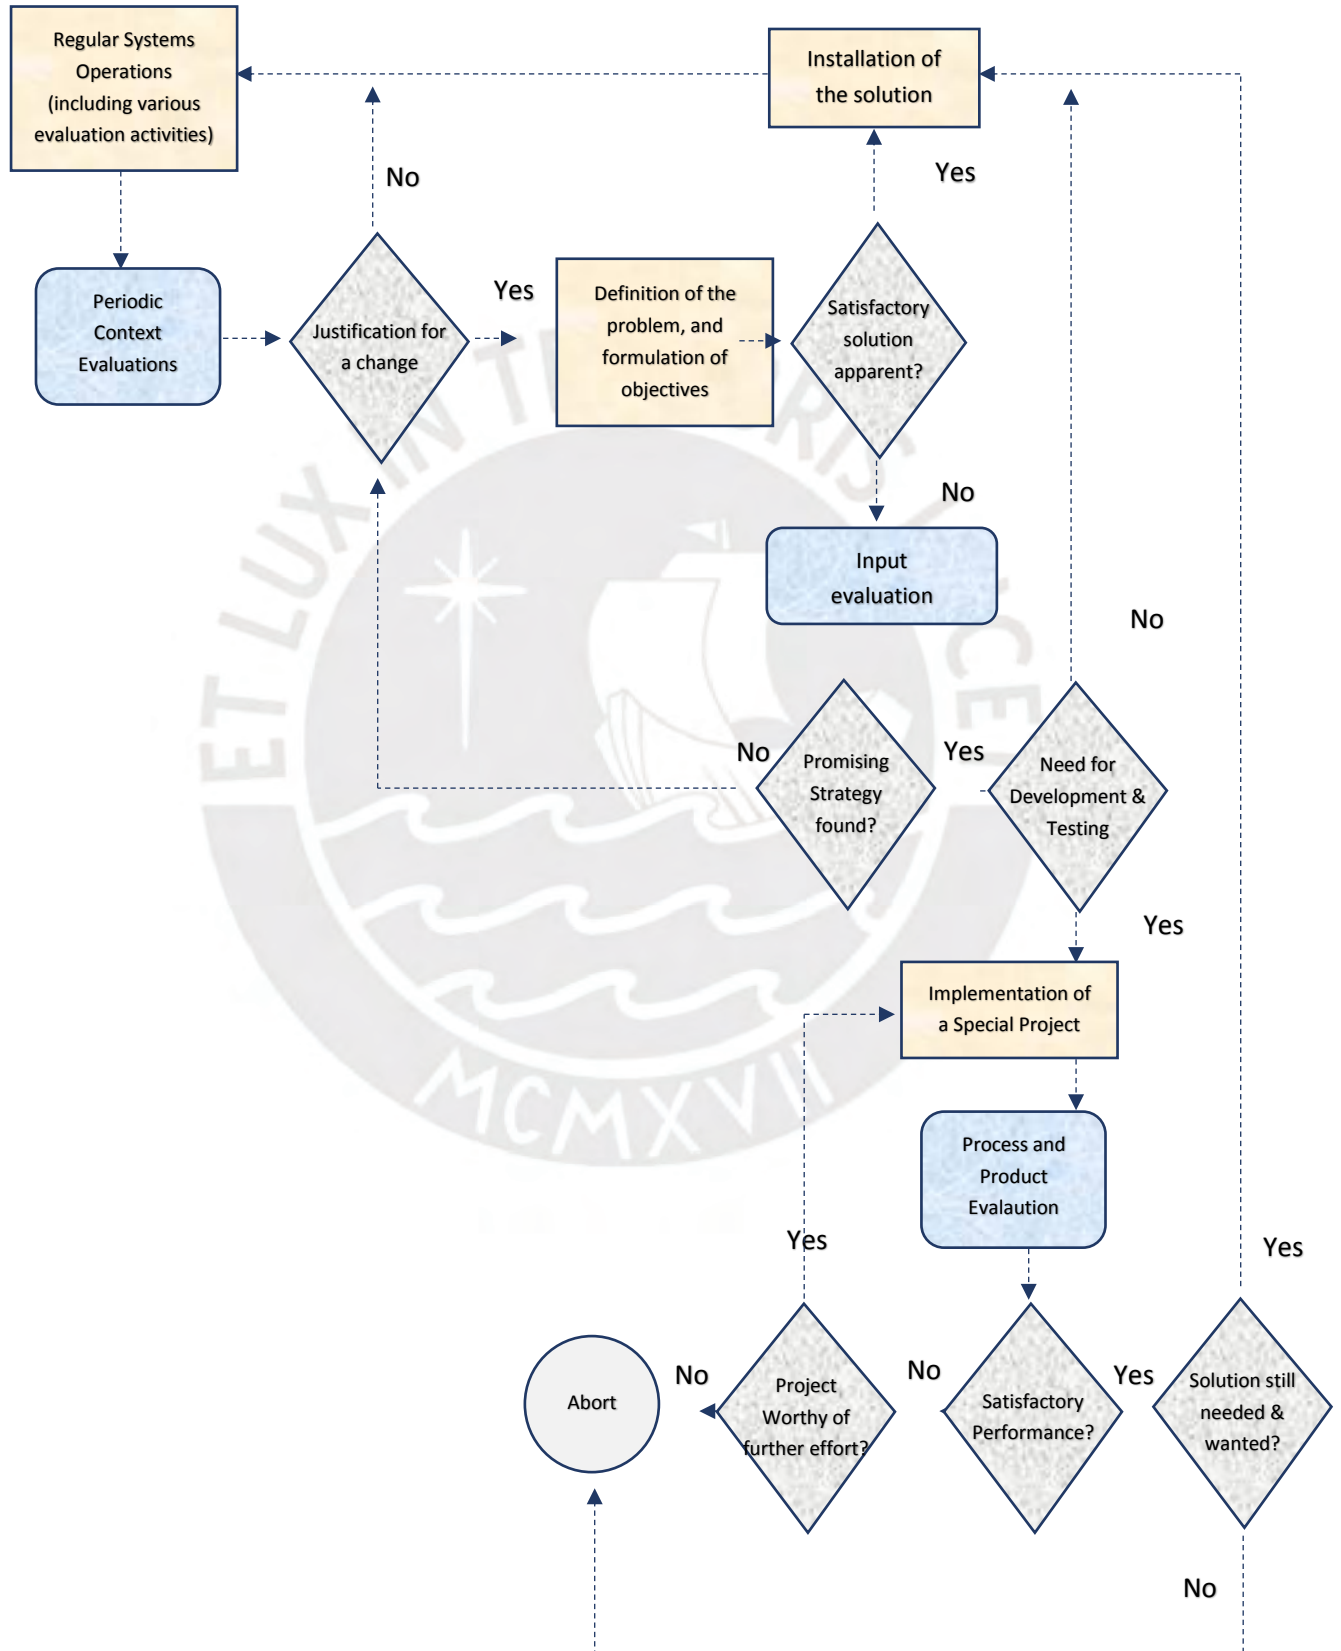 Regular Systems
Operations
(including various
evaluation activities)
Installation of
the solution
No
Yes
Periodic
Context
Evaluations
Justification for
a change
Yes
Definition of the
problem, and
formulation of
objectives
Satisfactory
solution
apparent?
No
Input
evaluation
No
No
Promising
Strategy
found?
Yes
Need for
Development &
Testing
Yes
Implementation of
a Special Project
Process and
Product
Evalaution
Yes
Yes
Abort
No
Project
Worthy of
further effort?
No
Satisfactory
Performance?
Yes
Solution still
needed &
wanted?
No
ET LUX IN
MCMXVII